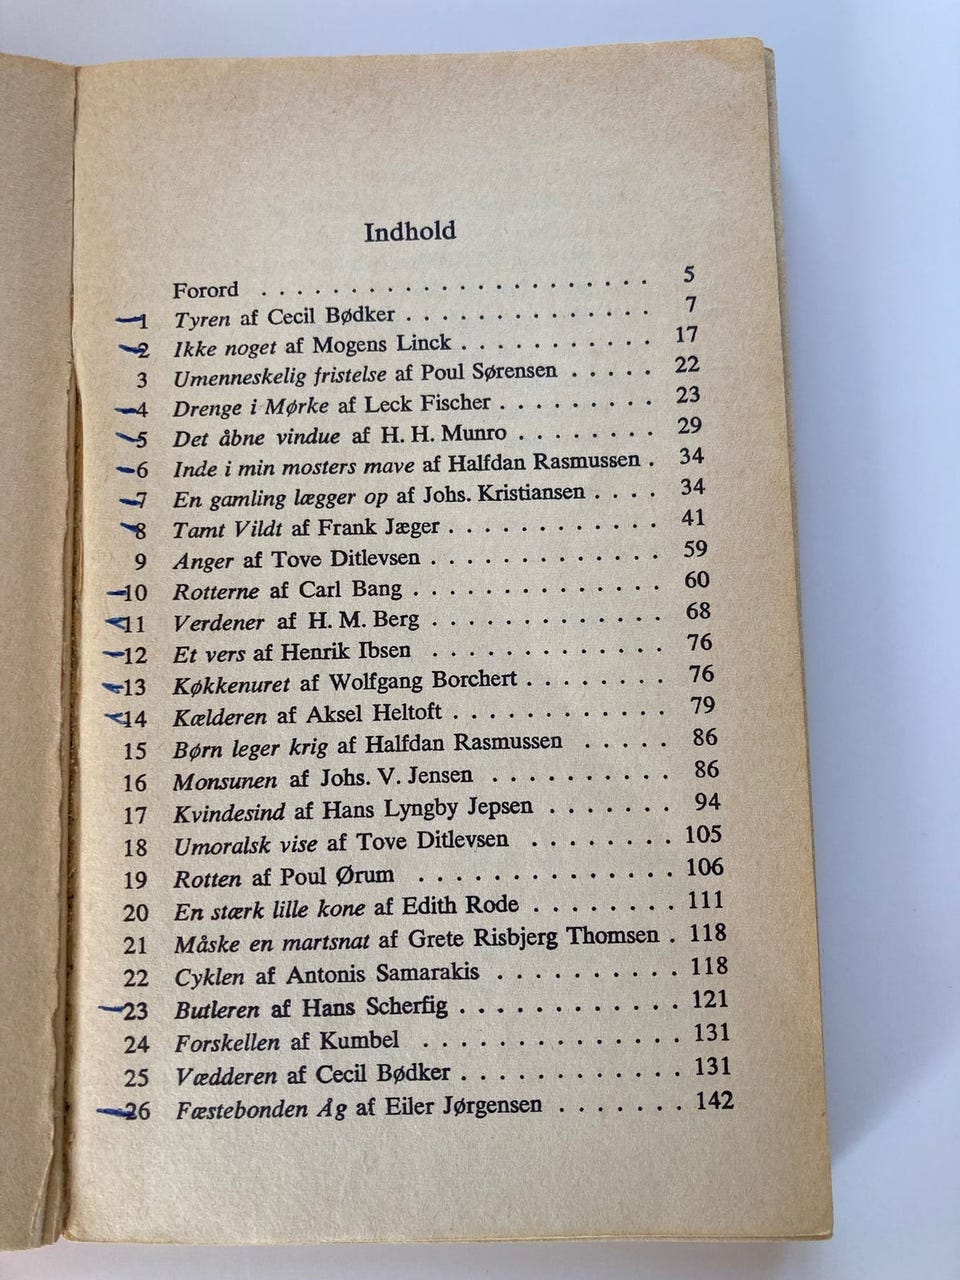 Indhold
Forord . . . . . . . . . . . . . . . . . . . . . . 5
1 Tyren af Cecil Bødker . . . . . . . . . . . . . . 7
2 Ikke noget af Mogens Linck . . . . . . . . . . . 17
3 Umenneskelig fristelse af Poul Sørensen . . . . . 22
4 Drenge i Mørke af Leck Fischer . . . . . . . . . 23
5 Det åbne vindue af H. H. Munro . . . . . . . . 29
6 Inde i min mosters mave af Halfdan Rasmussen . 34
7 En gamling lægger op af Johs. Kristiansen . . . . 34
8 Tamt Vildt af Frank Jæger . . . . . . . . . . . . 41
9 Anger af Tove Ditlevsen . . . . . . . . . . . . . 59
10 Rotterne af Carl Bang . . . . . . . . . . . . . . 60
11 Verdener af H. M. Berg . . . . . . . . . . . . . 68
12 Et vers af Henrik Ibsen . . . . . . . . . . . . . 76
13 Køkkenuret af Wolfgang Borchert . . . . . . . . 76
14 Kælderen af Aksel Heltoft . . . . . . . . . . . . 79
15 Børn leger krig af Halfdan Rasmussen . . . . . 86
16 Monsunen af Johs. V. Jensen . . . . . . . . . . 86
17 Kvindesind af Hans Lyngby Jepsen . . . . . . . 94
18 Umoralsk vise af Tove Ditlevsen . . . . . . . . 105
19 Rotten af Poul Ørum . . . . . . . . . . . . . . 106
20 En stærk lille kone af Edith Rode . . . . . . . . 111
21 Måske en martsnat af Grete Risbjerg Thomsen . 118
22 Cyklen af Antonis Samarakis . . . . . . . . . . 118
23 Butleren af Hans Scherfig . . . . . . . . . . . . 121
24 Forskellen af Kumbel . . . . . . . . . . . . . . 131
25 Vædderen af Cecil Bødker . . . . . . . . . . . . 131
26 Fæstebonden Åg af Eiler Jørgensen . . . . . . . 142